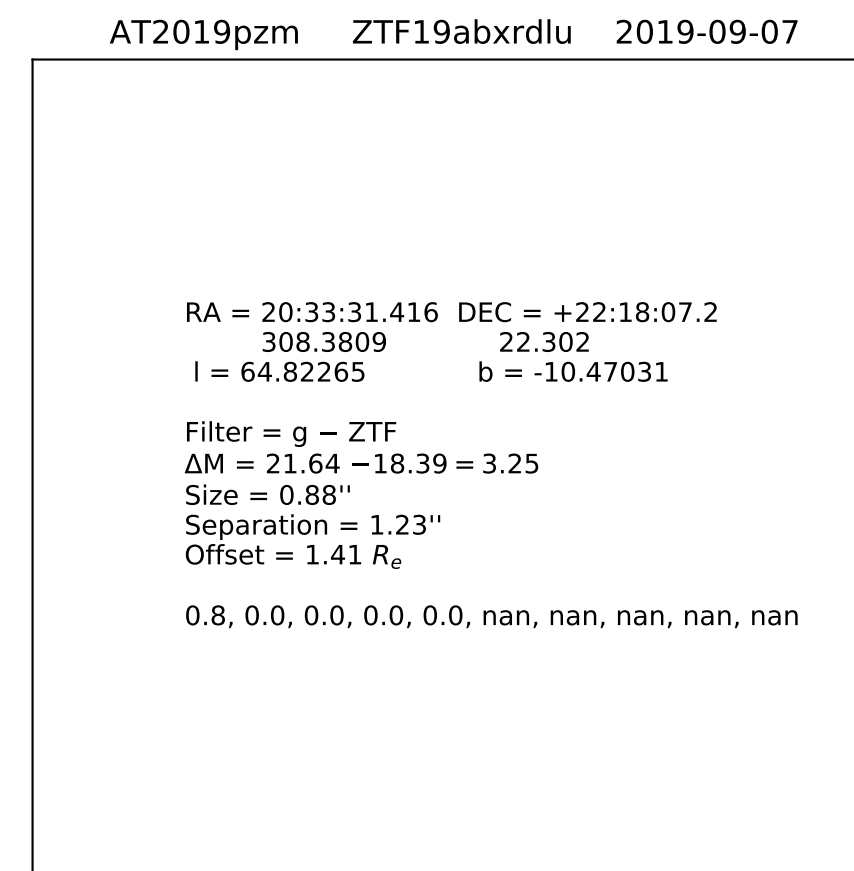 AT2019pzm ZTF19abxrdlu 2019-09-07
RA = 20:33:31.416 DEC = +22:18:07.2
308.3809 22.302
l = 64.82265 b = -10.47031
Filter = g − ZTF
ΔM = 21.64 −18.39 = 3.25
Size = 0.88''
Separation = 1.23''
Offset = 1.41 Rₑ
0.8, 0.0, 0.0, 0.0, 0.0, nan, nan, nan, nan, nan